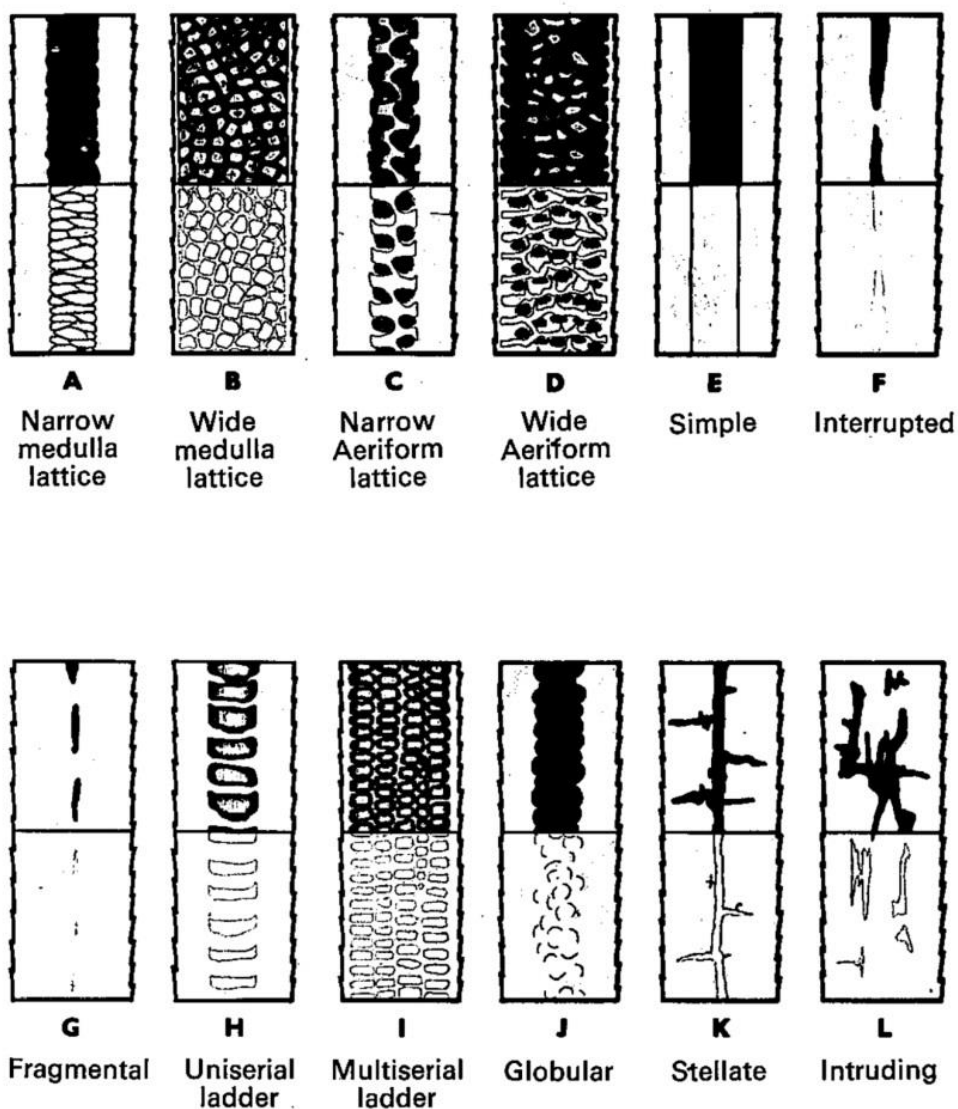 A B C D E F
Narrow Wide Narrow Wide Simple Interrupted
medulla medulla Aeriform Aeriform
lattice lattice lattice lattice
G H I J K L
Fragmental Uniserial Multiserial Globular Stellate Intruding
ladder ladder